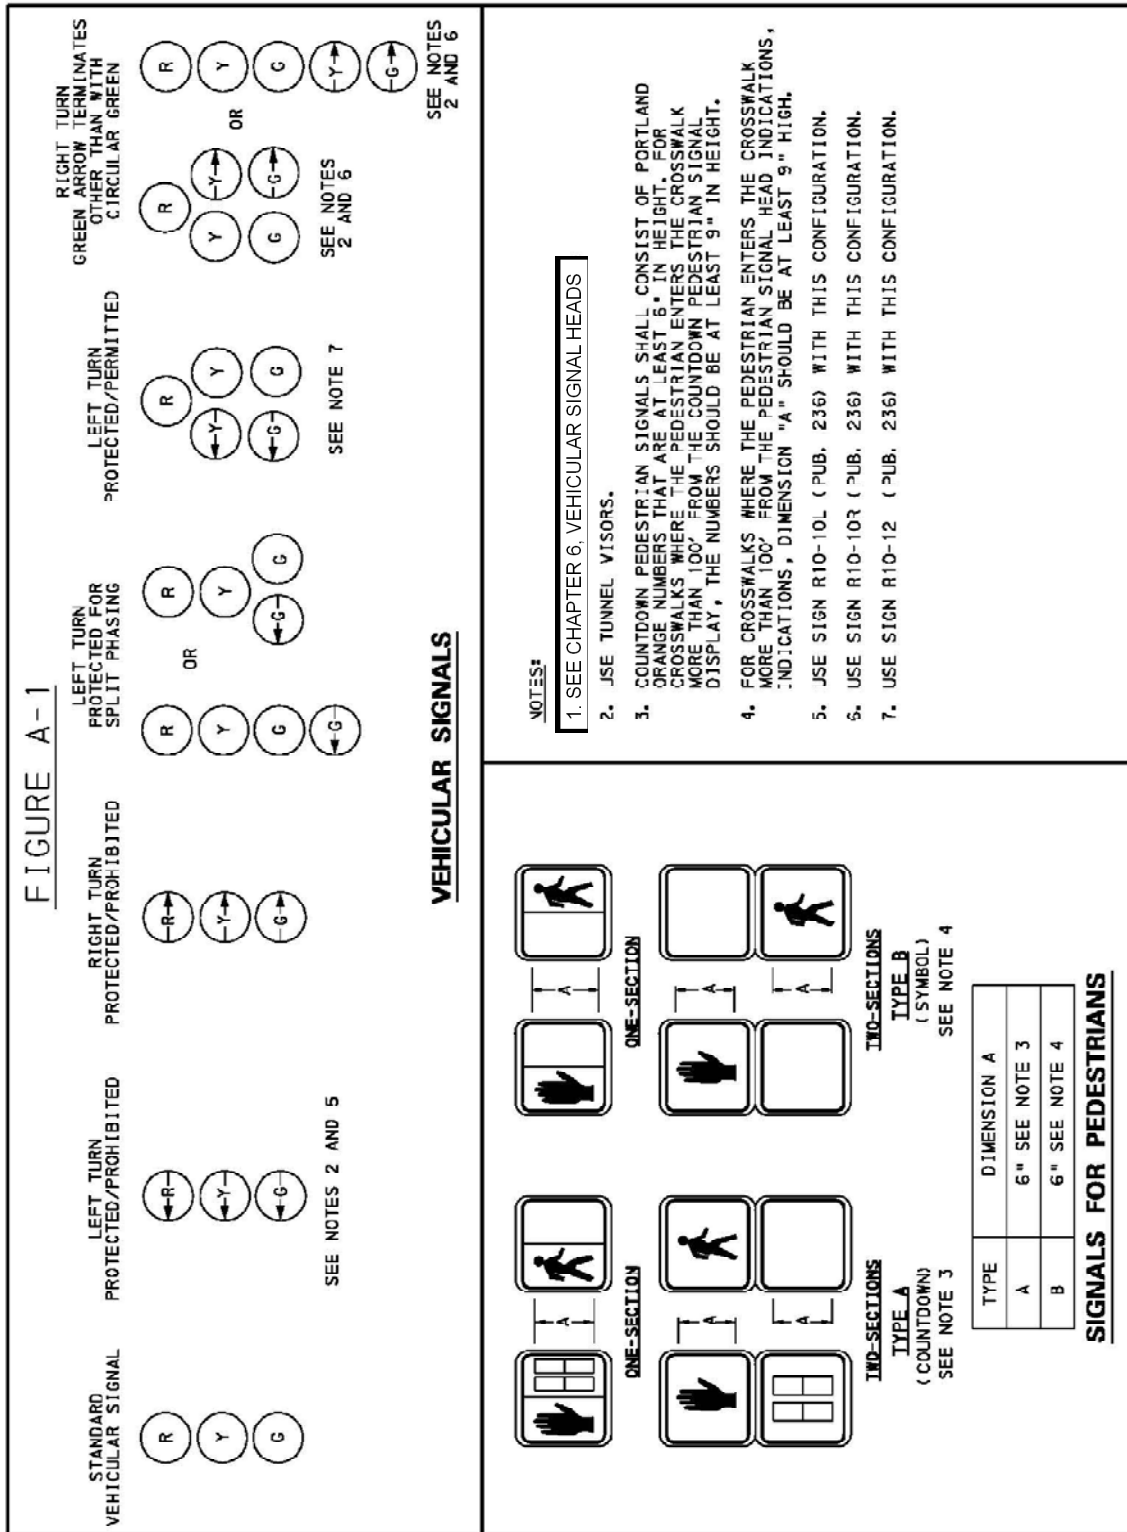 FIGURE A-1
STANDARD
VEHICULAR SIGNAL
R
Y
G
LEFT TURN
PROTECTED/PROHIBITED
R
Y
G
SEE NOTES 2 AND 5
RIGHT TURN
PROTECTED/PROHIBITED
R
Y
G
LEFT TURN
PROTECTED FOR
SPLIT PHASING
R
Y
G
G
OR
R
Y
G
G
LEFT TURN
PROTECTED/PERMITTED
R
Y
Y
G
G
SEE NOTE 7
RIGHT TURN
GREEN ARROW TERMINATES
OTHER THAN WITH
CIRCULAR GREEN
R
Y
Y
G
G
SEE NOTES
2 AND 6
OR
R
Y
G
Y
G
SEE NOTES
2 AND 6
VEHICULAR SIGNALS
A
ONE-SECTION
A
A
TWO-SECTIONS
TYPE A
(COUNTDOWN)
SEE NOTE 3
A
ONE-SECTION
A
A
TWO-SECTIONS
TYPE B
(SYMBOL)
SEE NOTE 4
TYPE DIMENSION A
A 6" SEE NOTE 3
B 6" SEE NOTE 4
SIGNALS FOR PEDESTRIANS
NOTES:
1. SEE CHAPTER 6, VEHICULAR SIGNAL HEADS
2. USE TUNNEL VISORS.
3. COUNTDOWN PEDESTRIAN SIGNALS SHALL CONSIST OF PORTLAND
ORANGE NUMBERS THAT ARE AT LEAST 6" IN HEIGHT. FOR
CROSSWALKS WHERE THE PEDESTRIAN ENTERS THE CROSSWALK
MORE THAN 100' FROM THE COUNTDOWN PEDESTRIAN SIGNAL
DISPLAY, THE NUMBERS SHOULD BE AT LEAST 9" IN HEIGHT.
4. FOR CROSSWALKS WHERE THE PEDESTRIAN ENTERS THE CROSSWALK
MORE THAN 100' FROM THE PEDESTRIAN SIGNAL HEAD INDICATIONS,
INDICATIONS, DIMENSION "A" SHOULD BE AT LEAST 9" HIGH.
5. USE SIGN R10-10L (PUB. 236) WITH THIS CONFIGURATION.
6. USE SIGN R10-10R (PUB. 236) WITH THIS CONFIGURATION.
7. USE SIGN R10-12 (PUB. 236) WITH THIS CONFIGURATION.